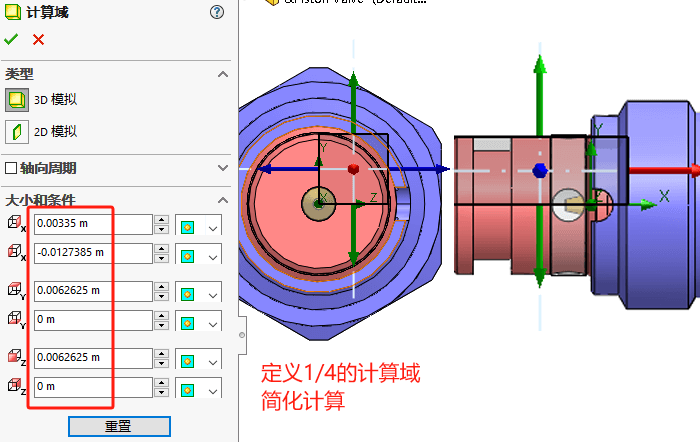 计算域
类型
3D 模拟
2D 模拟
轴向周期
大小和条件
X 0.00335 m
X -0.0127385 m
Y 0.0062625 m
Y 0 m
Z 0.0062625 m
Z 0 m
重置
Piston Valve (Default...
Y
Z
X
Y
X
定义1/4的计算域
简化计算